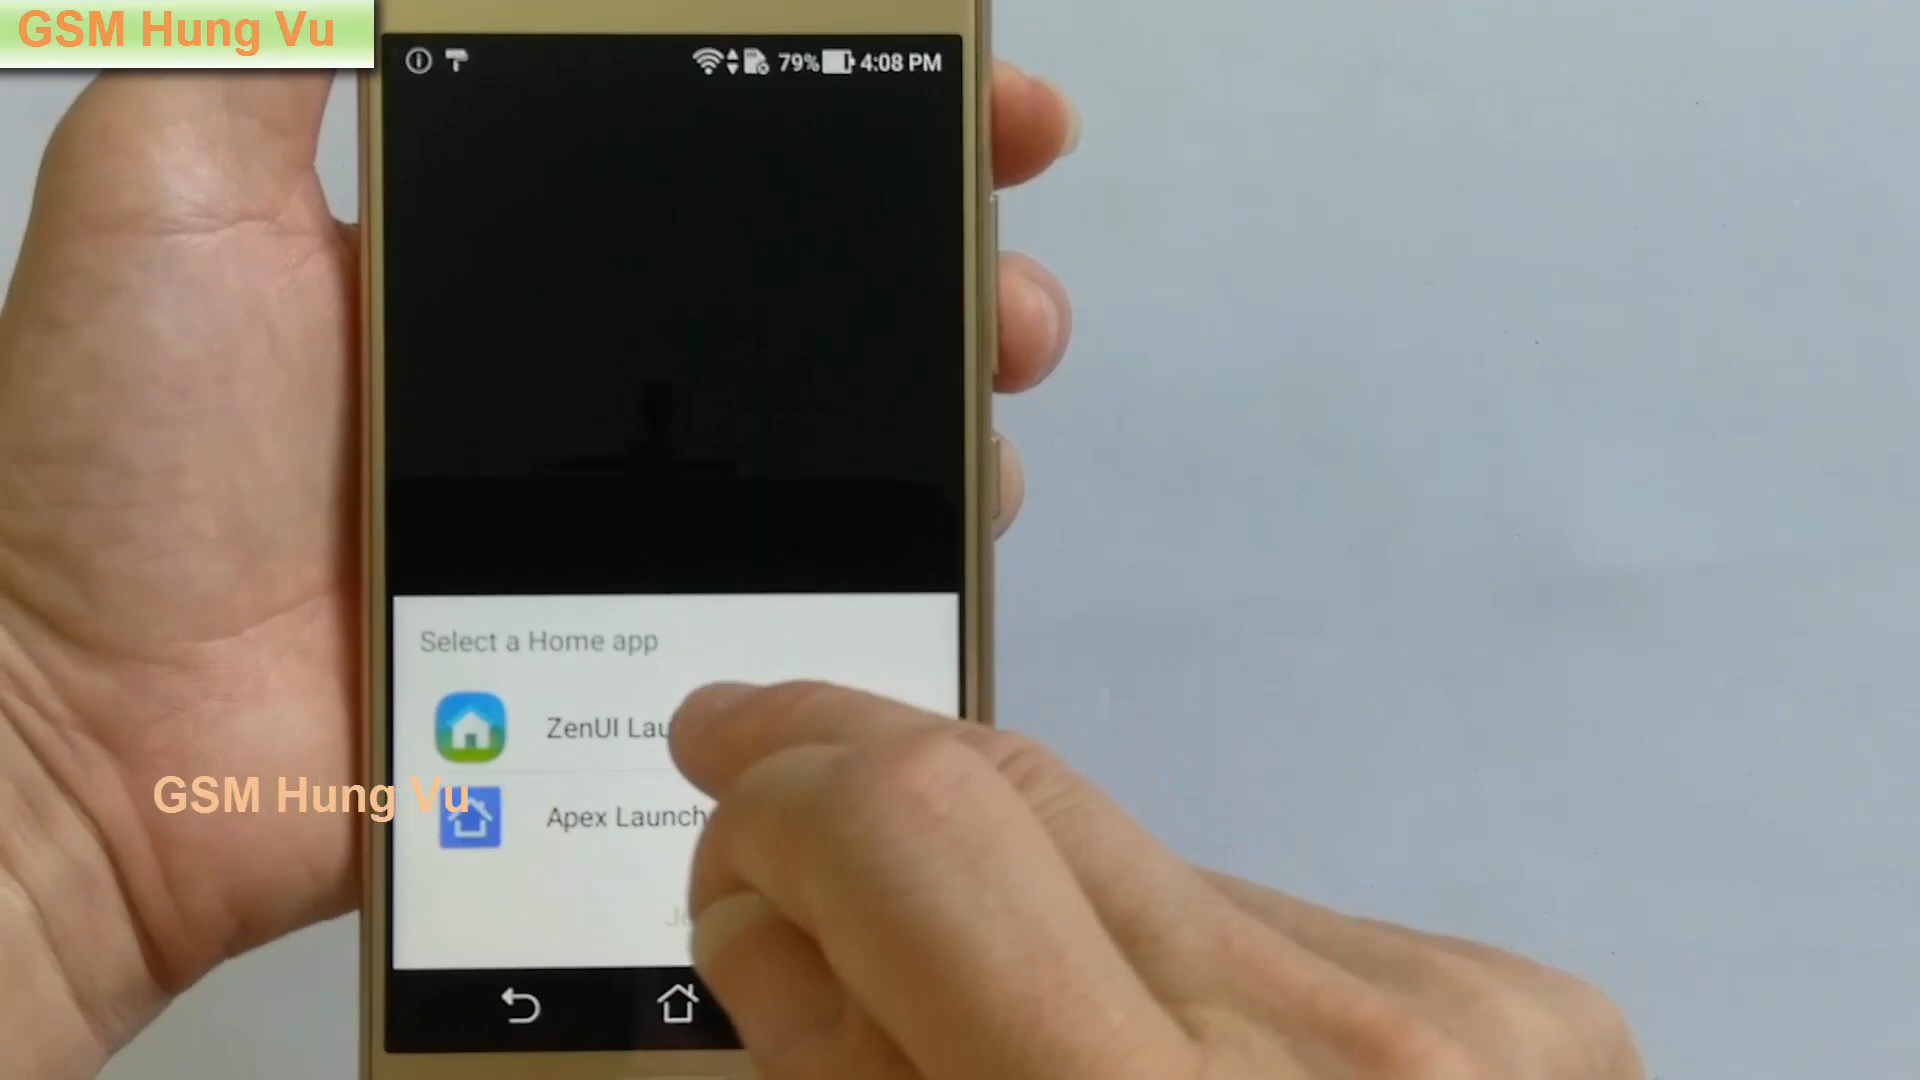 GSM Hung Vu
79% 4:08 PM
Select a Home app
ZenUI Lau
GSM Hung Vu
Apex Launch